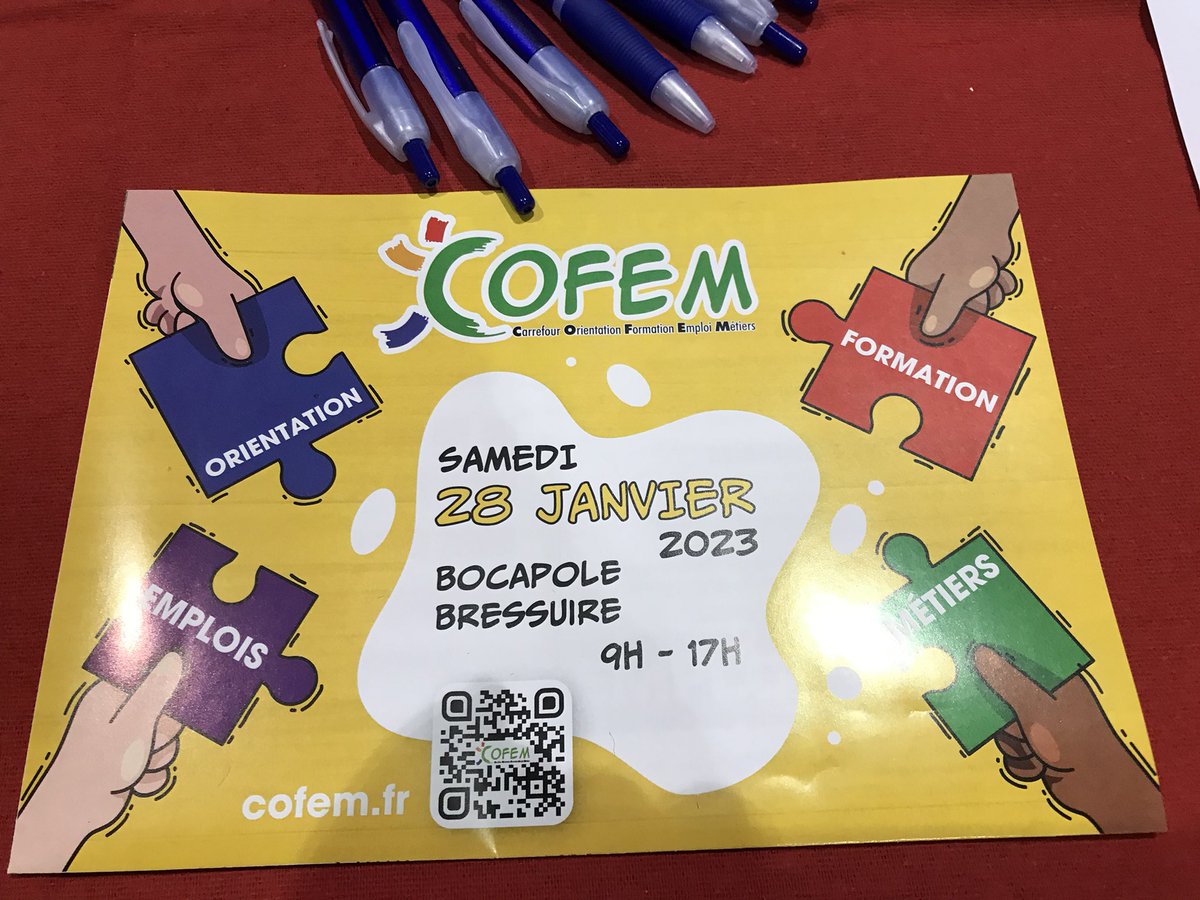 COFEM
Carrefour Orientation Formation Emploi Métiers
ORIENTATION
FORMATION
SAMEDI
28 JANVIER
2023
BOCAPOLE
BRESSUIRE
9H - 17H
EMPLOIS
MÉTIERS
COFEM
cofem.fr